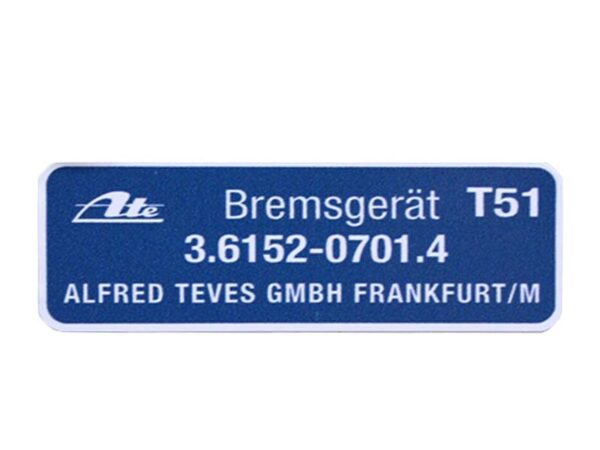 Ate Bremsgerät T51
3.6152-0701.4
ALFRED TEVES GMBH FRANKFURT/M